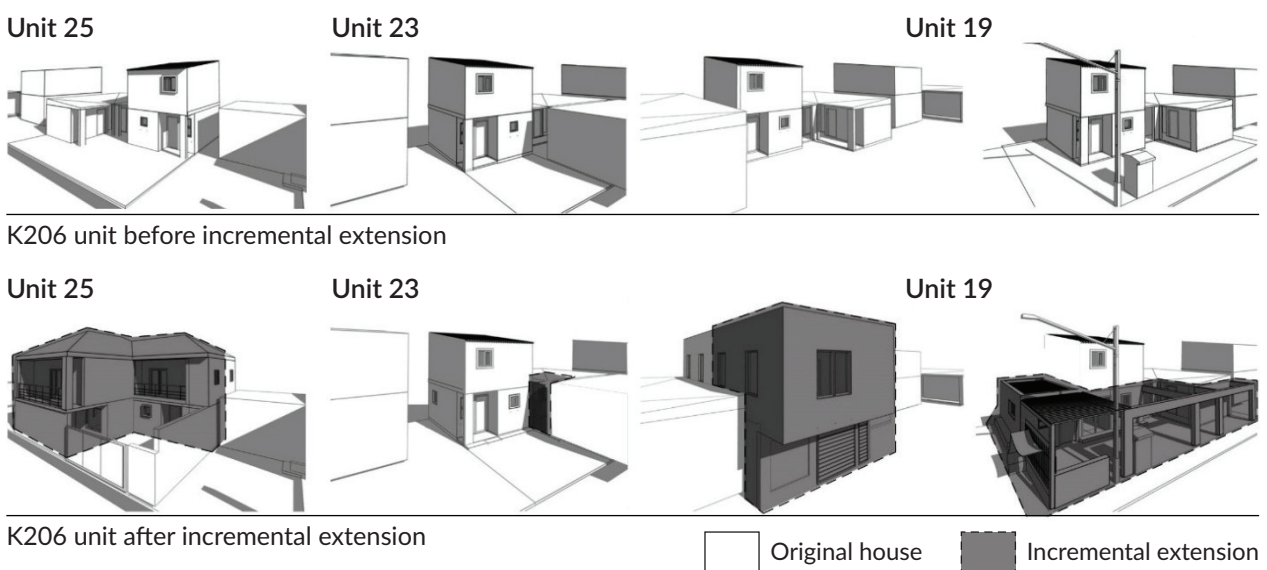 Unit 25
Unit 23
Unit 19
K206 unit before incremental extension
Unit 25
Unit 23
Unit 19
K206 unit after incremental extension
Original house
Incremental extension